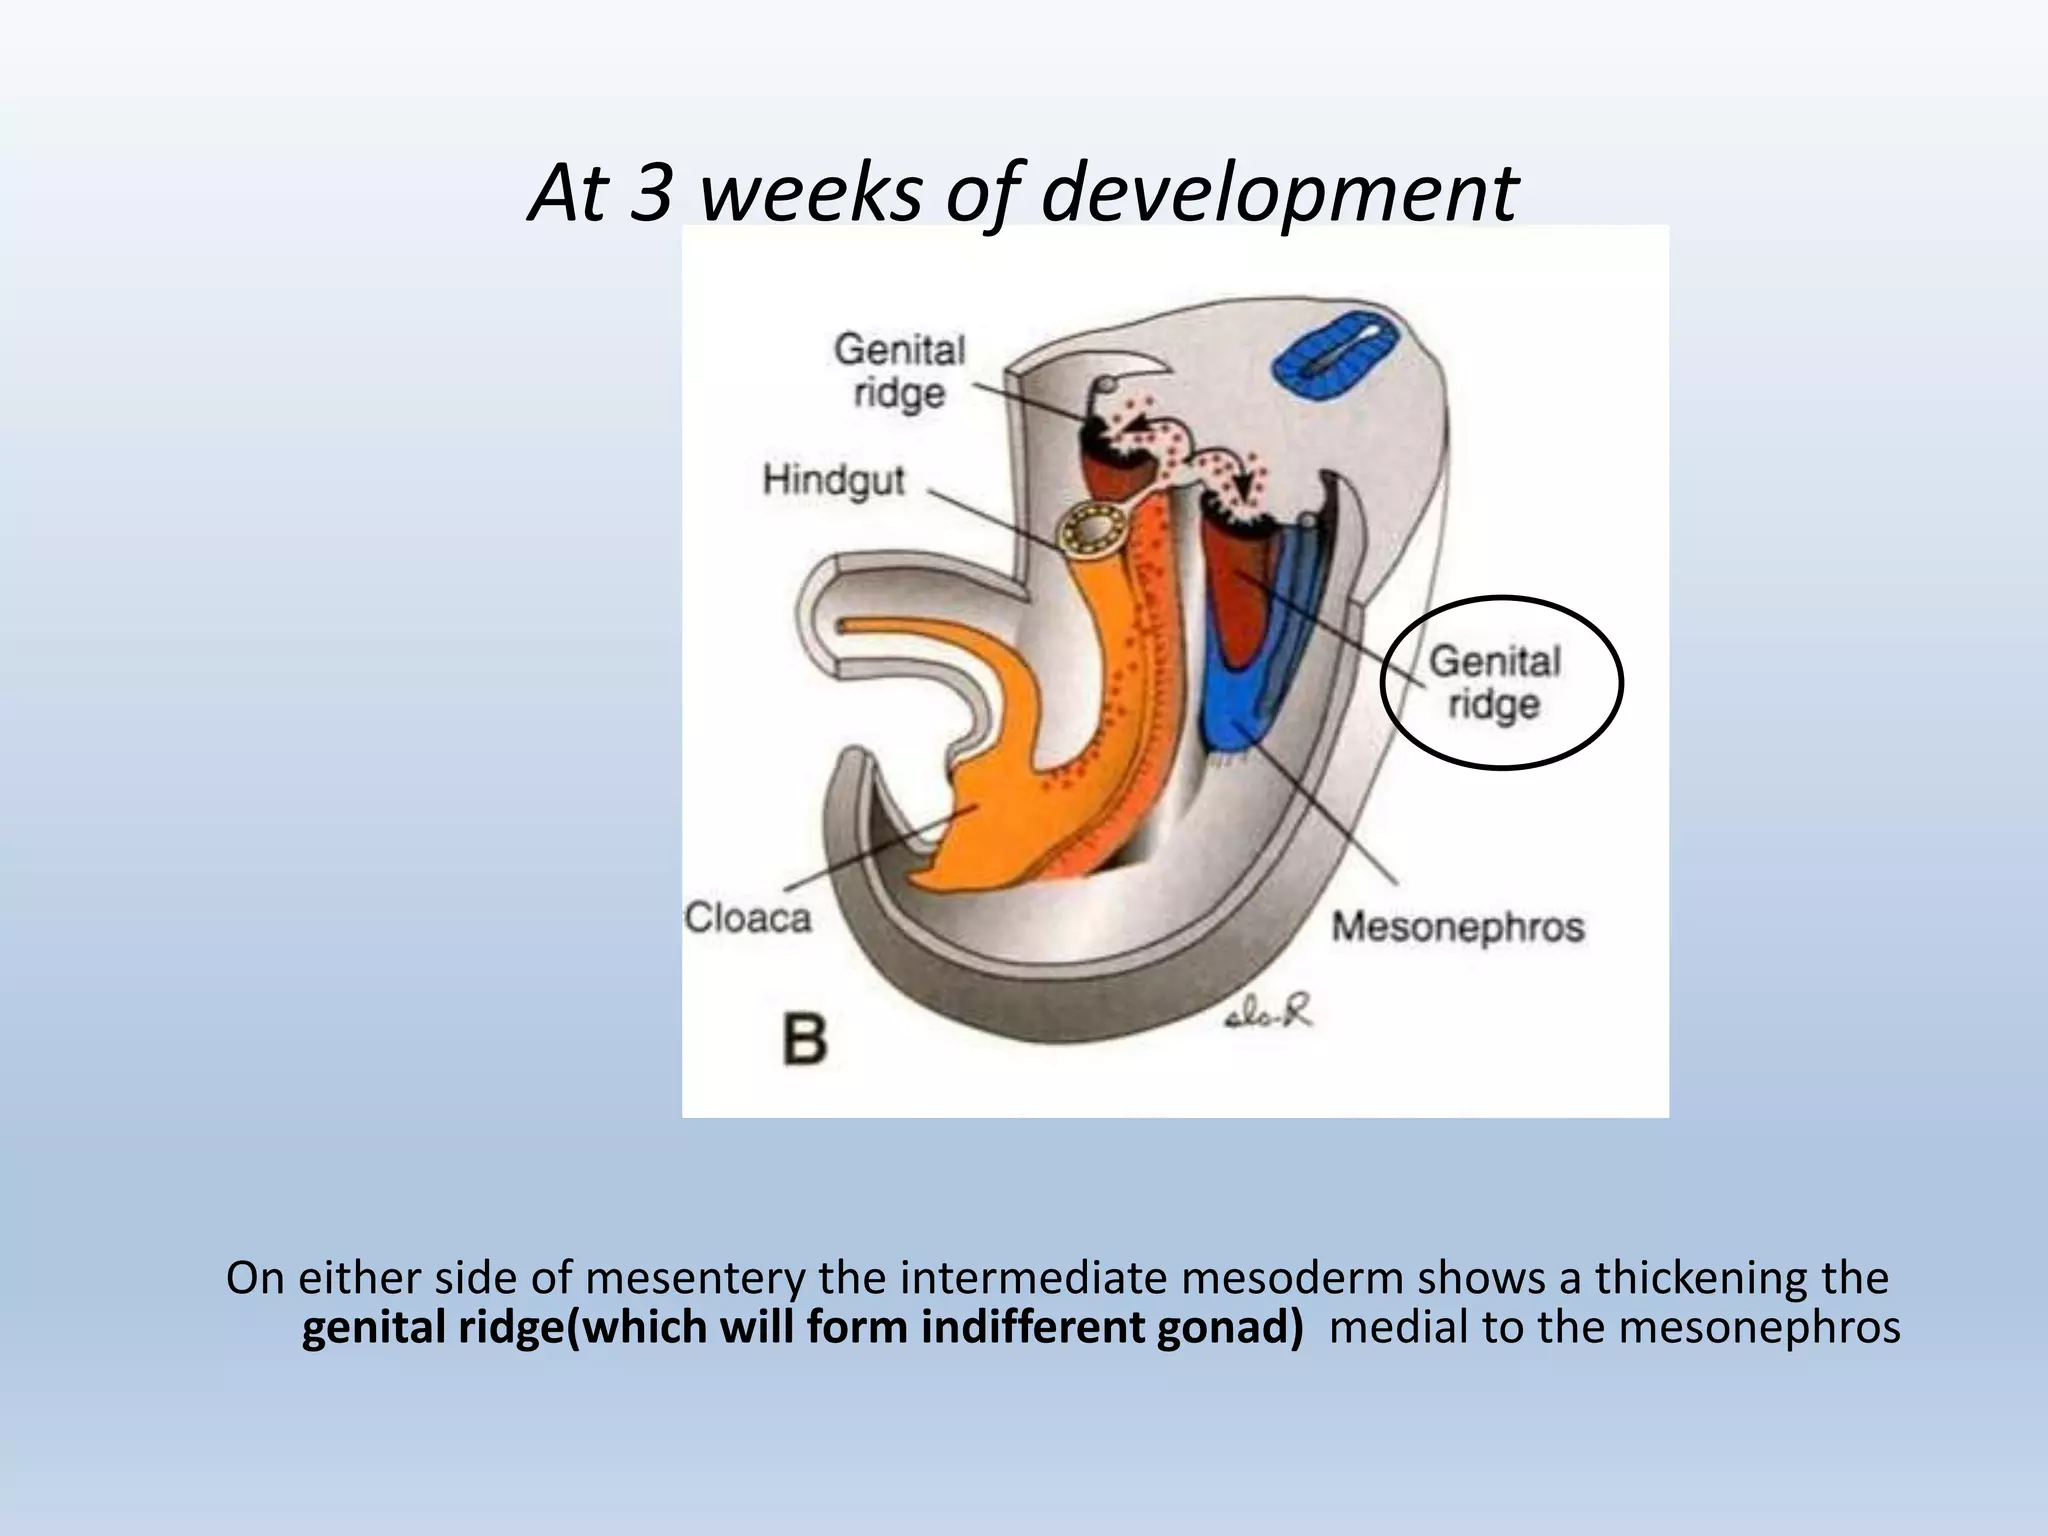 At 3 weeks of development
Genital
ridge
Hindgut
Genital
ridge
Cloaca
Mesonephros
B
On either side of mesentery the intermediate mesoderm shows a thickening the
genital ridge(which will form indifferent gonad)  medial to the mesonephros